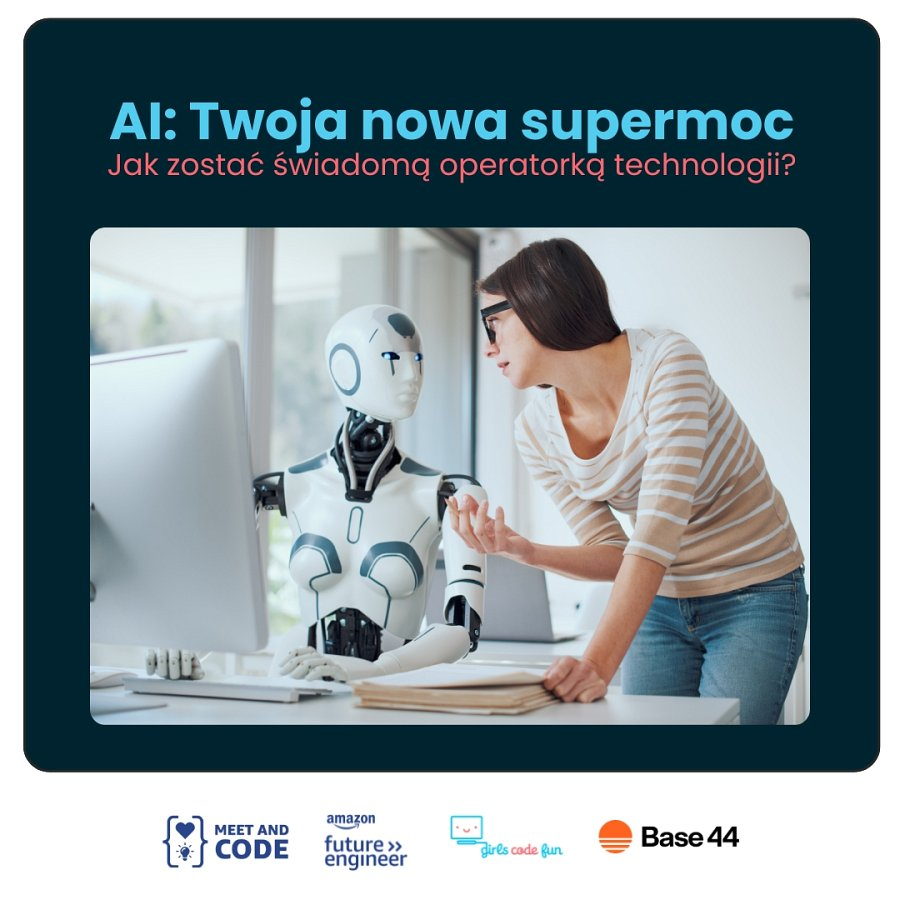 AI: Twoja nowa supermoc
Jak zostać świadomą operatorką technologii?
MEET AND
CODE
amazon
future >>
engineer
girls code fun
Base 44